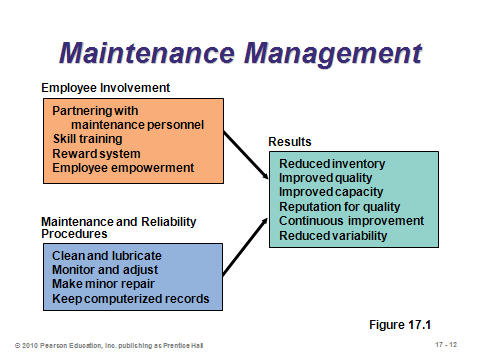 Maintenance Management
Employee Involvement
Partnering with
maintenance personnel
Skill training
Reward system
Employee empowerment
Results
Reduced inventory
Improved quality
Improved capacity
Reputation for quality
Continuous improvement
Reduced variability
Maintenance and Reliability
Procedures
Clean and lubricate
Monitor and adjust
Make minor repair
Keep computerized records
Figure 17.1
© 2010 Pearson Education, Inc. publishing as Prentice Hall
17 - 12